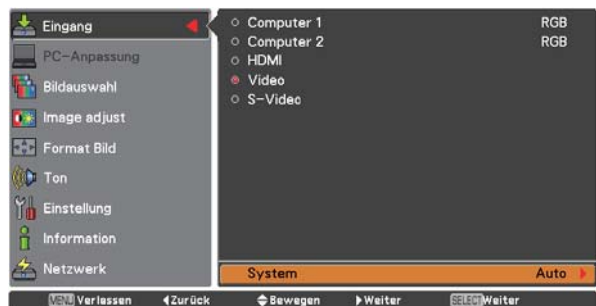 Eingang
PC-Anpassung
Bildauswahl
Image adjust
Format Bild
Ton
Einstellung
Information
Netzwerk
Computer 1 RGB
Computer 2 RGB
HDMI
Video
S-Video
System Auto
MENU Verlassen Zurück Bewegen Weiter SELECT Weiter